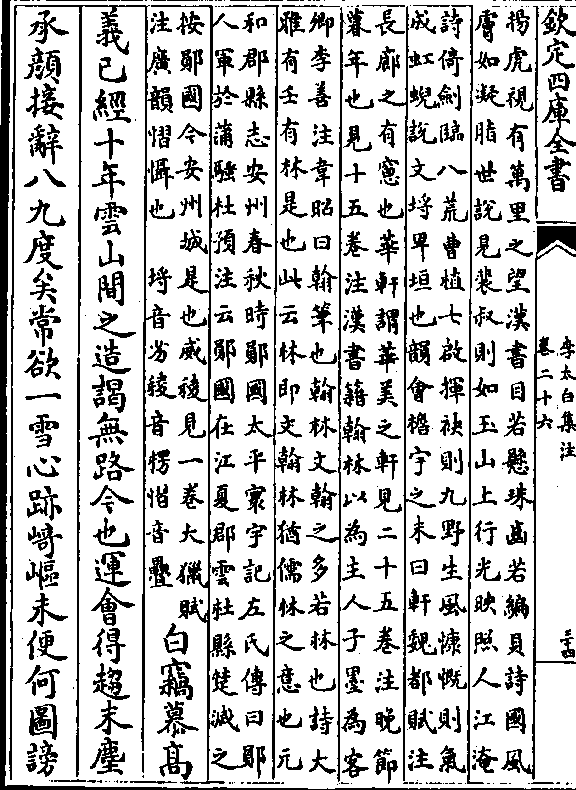 欽定四庫全書
李太白集注
卷二十六
三十四
揚虎視有萬里之望漢書目若懸珠齒若編貝詩國風
膚如凝脂世說見裴叔則如玉山上行光映照人江淹
詩倚劍臨八荒曹植七啟揮袂則九野生風慷慨則氣
成虹蜺說文埒卑垣也韻會檐宇之末曰軒魏都賦注
長廊之有窻也華軒謂華美之軒見二十五卷注晚節
暮年也見十五卷注漢書籍翰林以為主人子墨為客
卿李善注韋昭曰翰筆也翰林文翰之多若林也詩大
雅有壬有林是也此云林即文翰林猶儒林之意也元
和郡縣志安州春秋時鄖國太平寰宇記左氏傳曰鄖
人軍於蒲騷杜預注云鄖國在江夏郡雲杜縣楚滅之
按鄖國今安州城是也威稜見一卷大獵賦
注廣韻慴懾也 埒音劣稜音楞慴音疊
白竊慕高
義已經十年雲山間之造謁無路今也運會得趨末塵
承顔接辭八九度矣常欲一雪心跡崎嶇未便何圖謗